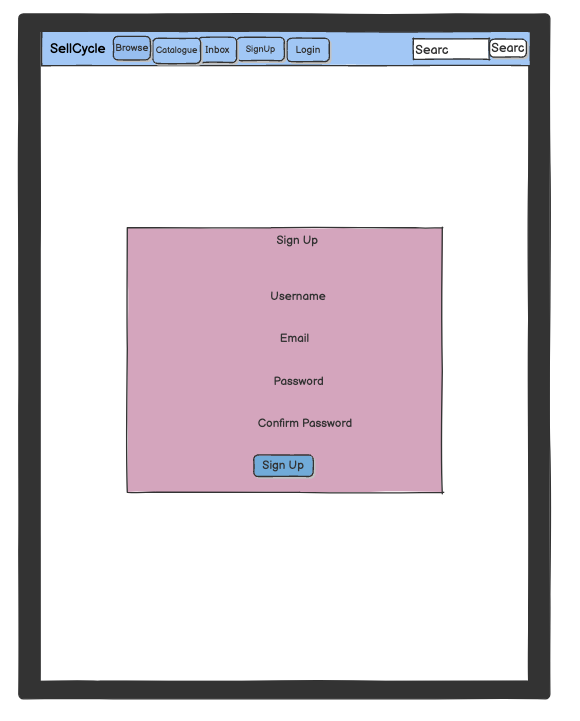 SellCycle Browse Catalogue Inbox SignUp Login Searc Searc
Sign Up
Username
Email
Password
Confirm Password
Sign Up